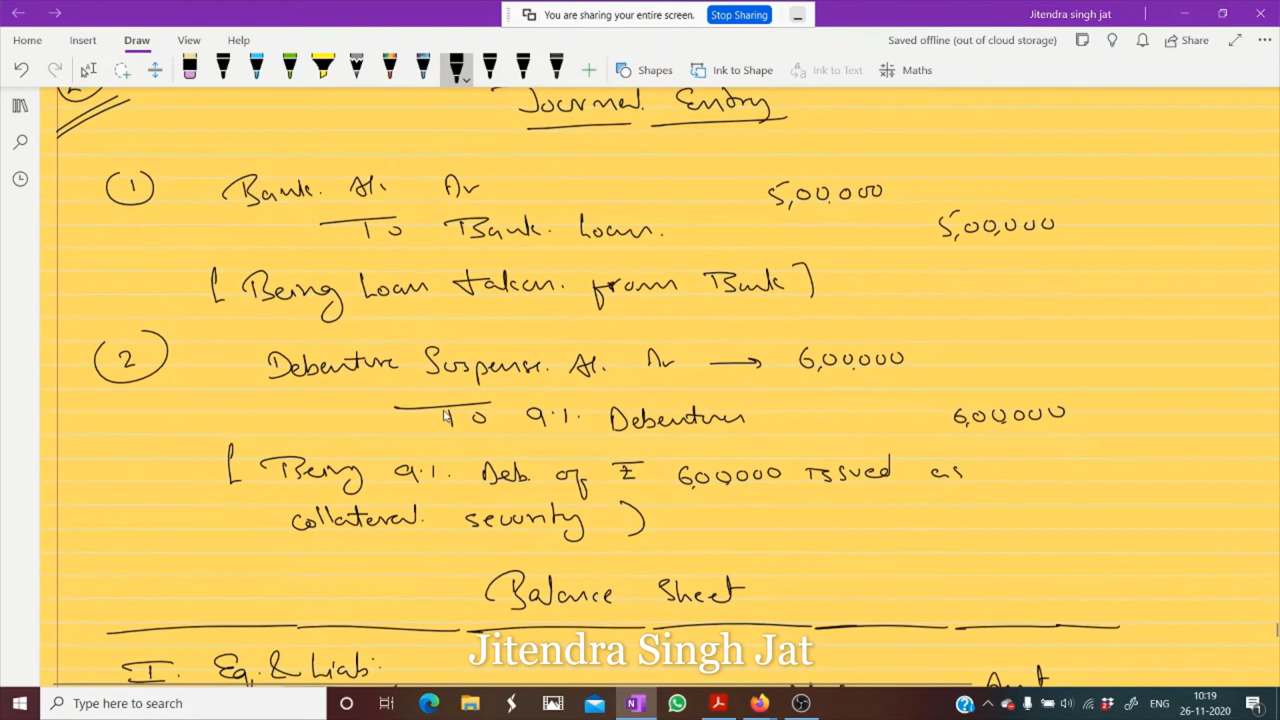 You are sharing your entire screen. Stop Sharing
Jitendra singh jat
Home Insert Draw View Help
Saved offline (out of cloud storage) Share
Shapes Ink to Shape Ink to Text Maths
Journal Entry
1 Bank A/c. Dr 5,00,000
To Bank Loan. 5,00,000
[Being Loan taken from Bank]
2 Debenture Suspense A/c. Dr → 6,00,000
To 9% Debentures 6,00,000
[Being 9% Deb. of ₹ 6,00,000 issued as
collateral security)
Balance Sheet
Jitendra Singh Jat
I. Eq. & Liab:
Amt
Type here to search
ENG 10:19
26-11-2020